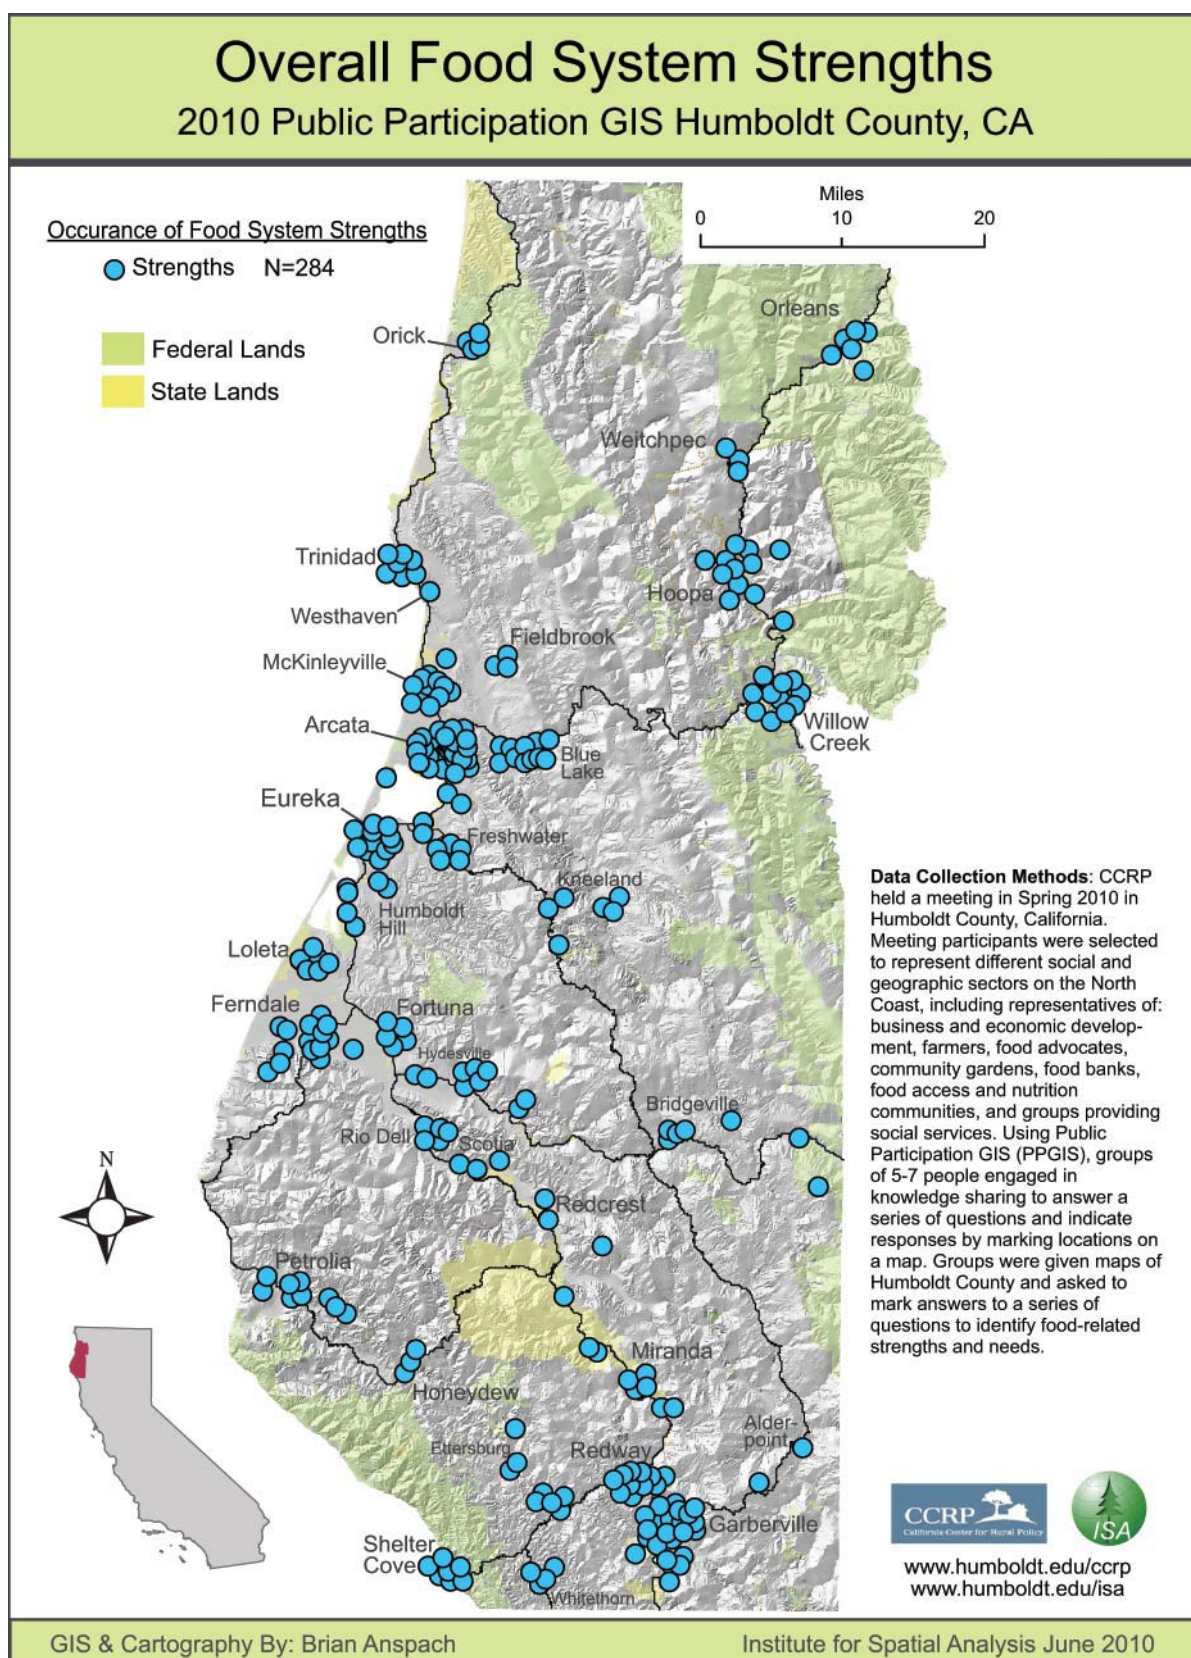 Overall Food System Strengths
2010 Public Participation GIS Humboldt County, CA
Occurance of Food System Strengths
Strengths N=284
Federal Lands
State Lands
Miles
0 10 20
Orleans
Orick
Weitchpec
Trinidad
Hoopa
Westhaven
Fieldbrook
McKinleyville
Arcata
Willow
Creek
Blue
Lake
Eureka
Freshwater
Kneeland
Humboldt
Hill
Loleta
Ferndale
Fortuna
Hydesville
Bridgeville
Rio Dell
Scotia
Redcrest
Petrolia
Miranda
Honeydew
Alder-
point
Ettersburg
Redway
Garberville
Shelter
Cove
Whitethorn
N
Data Collection Methods: CCRP
held a meeting in Spring 2010 in
Humboldt County, California.
Meeting participants were selected
to represent different social and
geographic sectors on the North
Coast, including representatives of:
business and economic develop-
ment, farmers, food advocates,
community gardens, food banks,
food access and nutrition
communities, and groups providing
social services. Using Public
Participation GIS (PPGIS), groups
of 5-7 people engaged in
knowledge sharing to answer a
series of questions and indicate
responses by marking locations on
a map. Groups were given maps of
Humboldt County and asked to
mark answers to a series of
questions to identify food-related
strengths and needs.
CCRP
California Center for Rural Policy
ISA
www.humboldt.edu/ccrp
www.humboldt.edu/isa
GIS & Cartography By: Brian Anspach
Institute for Spatial Analysis June 2010